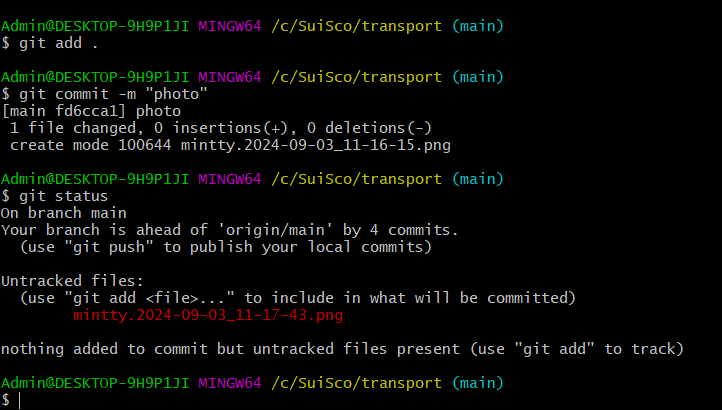 Admin@DESKTOP-9H9P1JI MINGW64 /c/SuiSco/transport (main)
$ git add .
Admin@DESKTOP-9H9P1JI MINGW64 /c/SuiSco/transport (main)
$ git commit -m "photo"
[main fd6cca1] photo
 1 file changed, 0 insertions(+), 0 deletions(-)
 create mode 100644 mintty.2024-09-03_11-16-15.png
Admin@DESKTOP-9H9P1JI MINGW64 /c/SuiSco/transport (main)
$ git status
On branch main
Your branch is ahead of 'origin/main' by 4 commits.
  (use "git push" to publish your local commits)
Untracked files:
  (use "git add <file>..." to include in what will be committed)
        mintty.2024-09-03_11-17-43.png
nothing added to commit but untracked files present (use "git add" to track)
Admin@DESKTOP-9H9P1JI MINGW64 /c/SuiSco/transport (main)
$